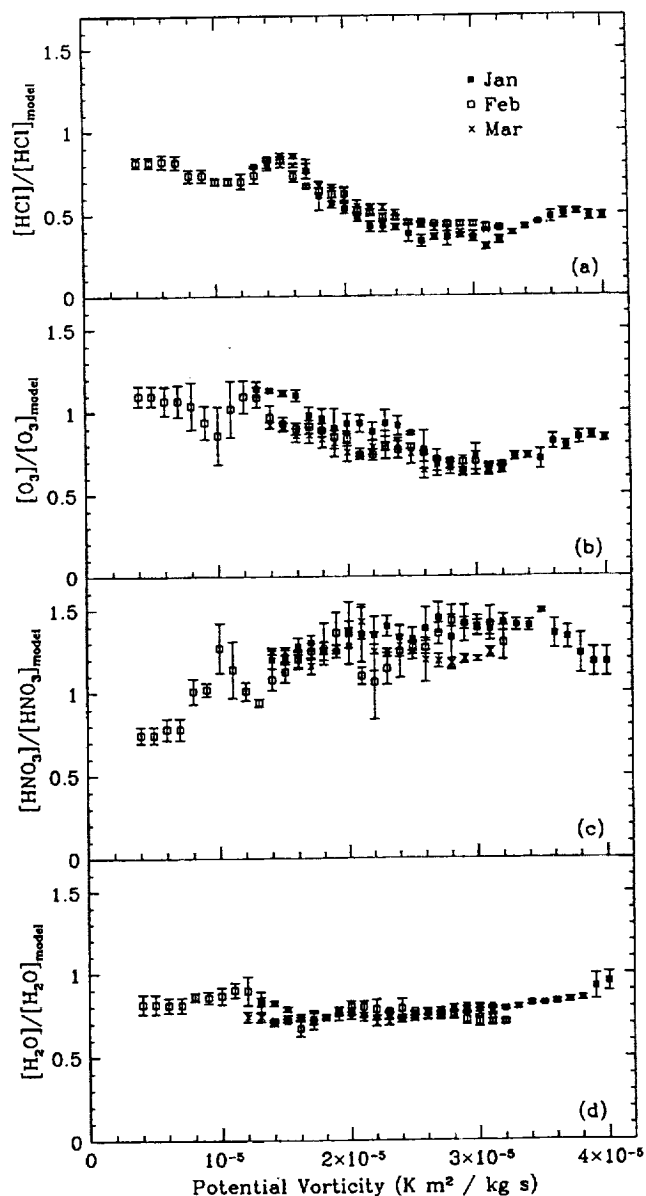 1.5
1
0.5
0
[HCl]/[HCl]model
Jan
Feb
Mar
(a)
1.5
1
0.5
0
[O3]/[O3]model
(b)
1.5
1
0.5
0
[HNO3]/[HNO3]model
(c)
1.5
1
0.5
0
[H2O]/[H2O]model
(d)
0 10⁻⁵ 2×10⁻⁵ 3×10⁻⁵ 4×10⁻⁵
Potential Vorticity (K m² / kg s)